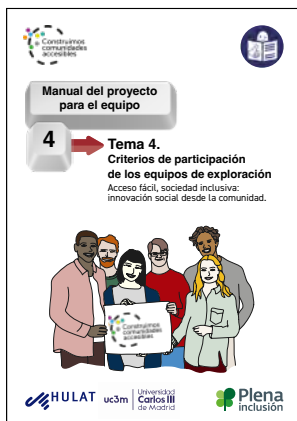 Construimos
comunidades
accesibles
Manual del proyecto
para el equipo
4
Tema 4.
Criterios de participación
de los equipos de exploración
Acceso fácil, sociedad inclusiva:
innovación social desde la comunidad.
Construimos
comunidades
accesibles
HULAT
uc3m
Universidad
Carlos III
de Madrid
Plena
inclusión